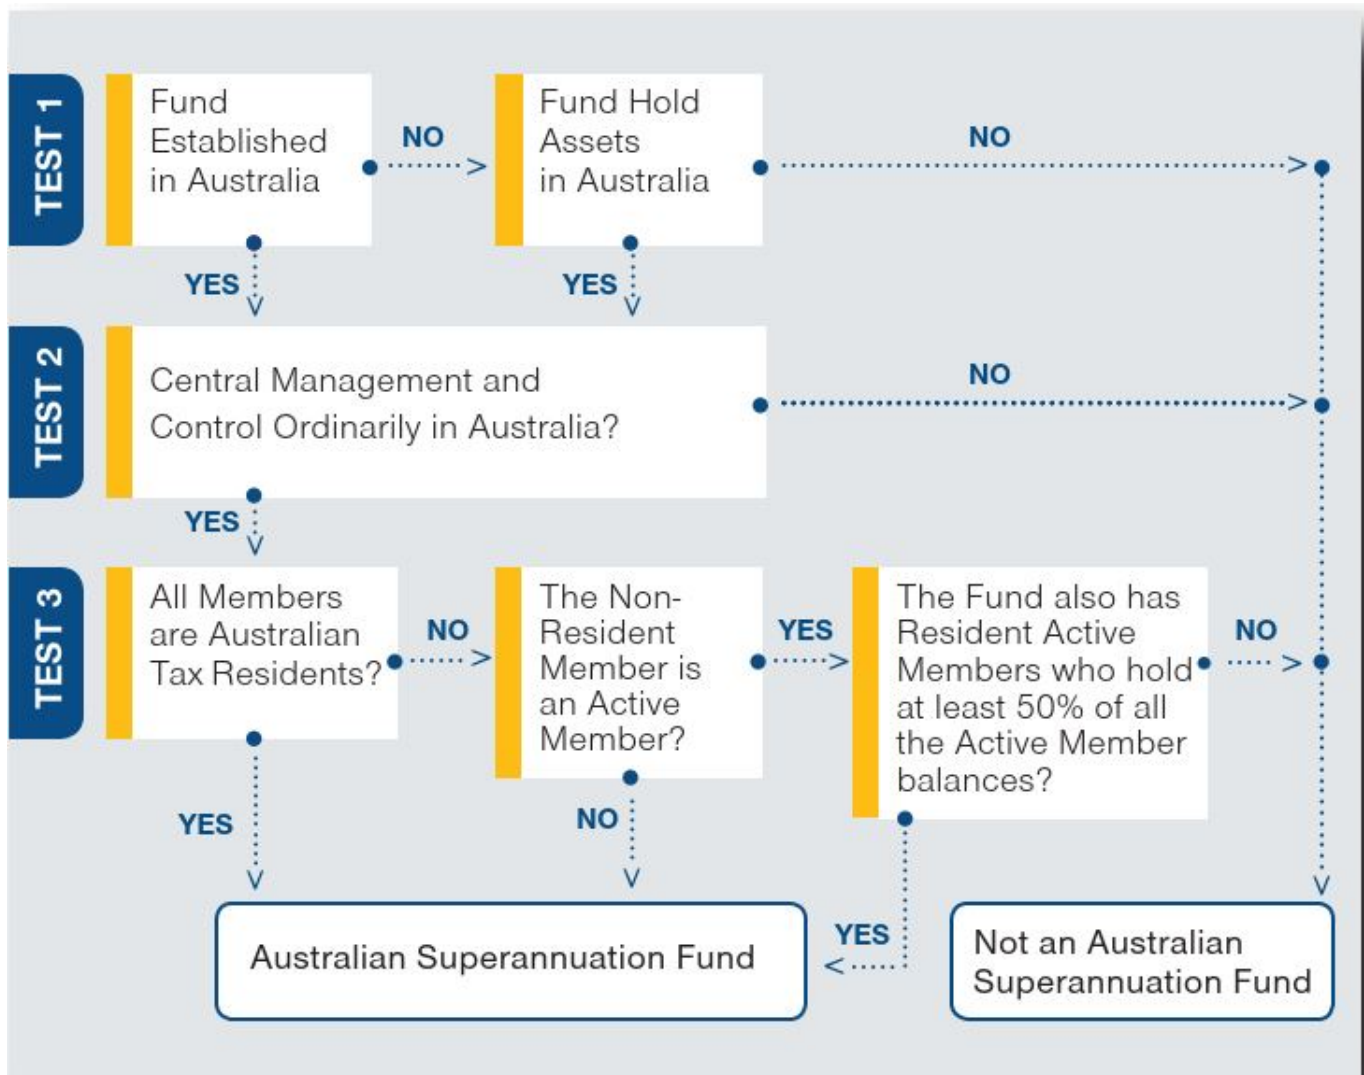 TEST 1
Fund
Established
in Australia
NO
Fund Hold
Assets
in Australia
NO
YES
YES
TEST 2
Central Management and
Control Ordinarily in Australia?
NO
YES
TEST 3
All Members
are Australian
Tax Residents?
NO
The Non-
Resident
Member is
an Active
Member?
YES
The Fund also has
Resident Active
Members who hold
at least 50% of all
the Active Member
balances?
NO
YES
NO
YES
Australian Superannuation Fund
Not an Australian
Superannuation Fund